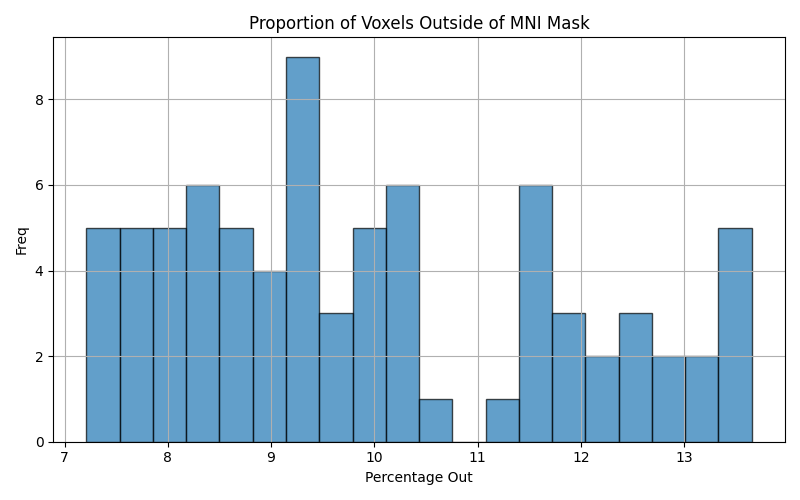 Proportion of Voxels Outside of MNI Mask
8
6
4
2
0
Freq
7 8 9 10 11 12 13
Percentage Out